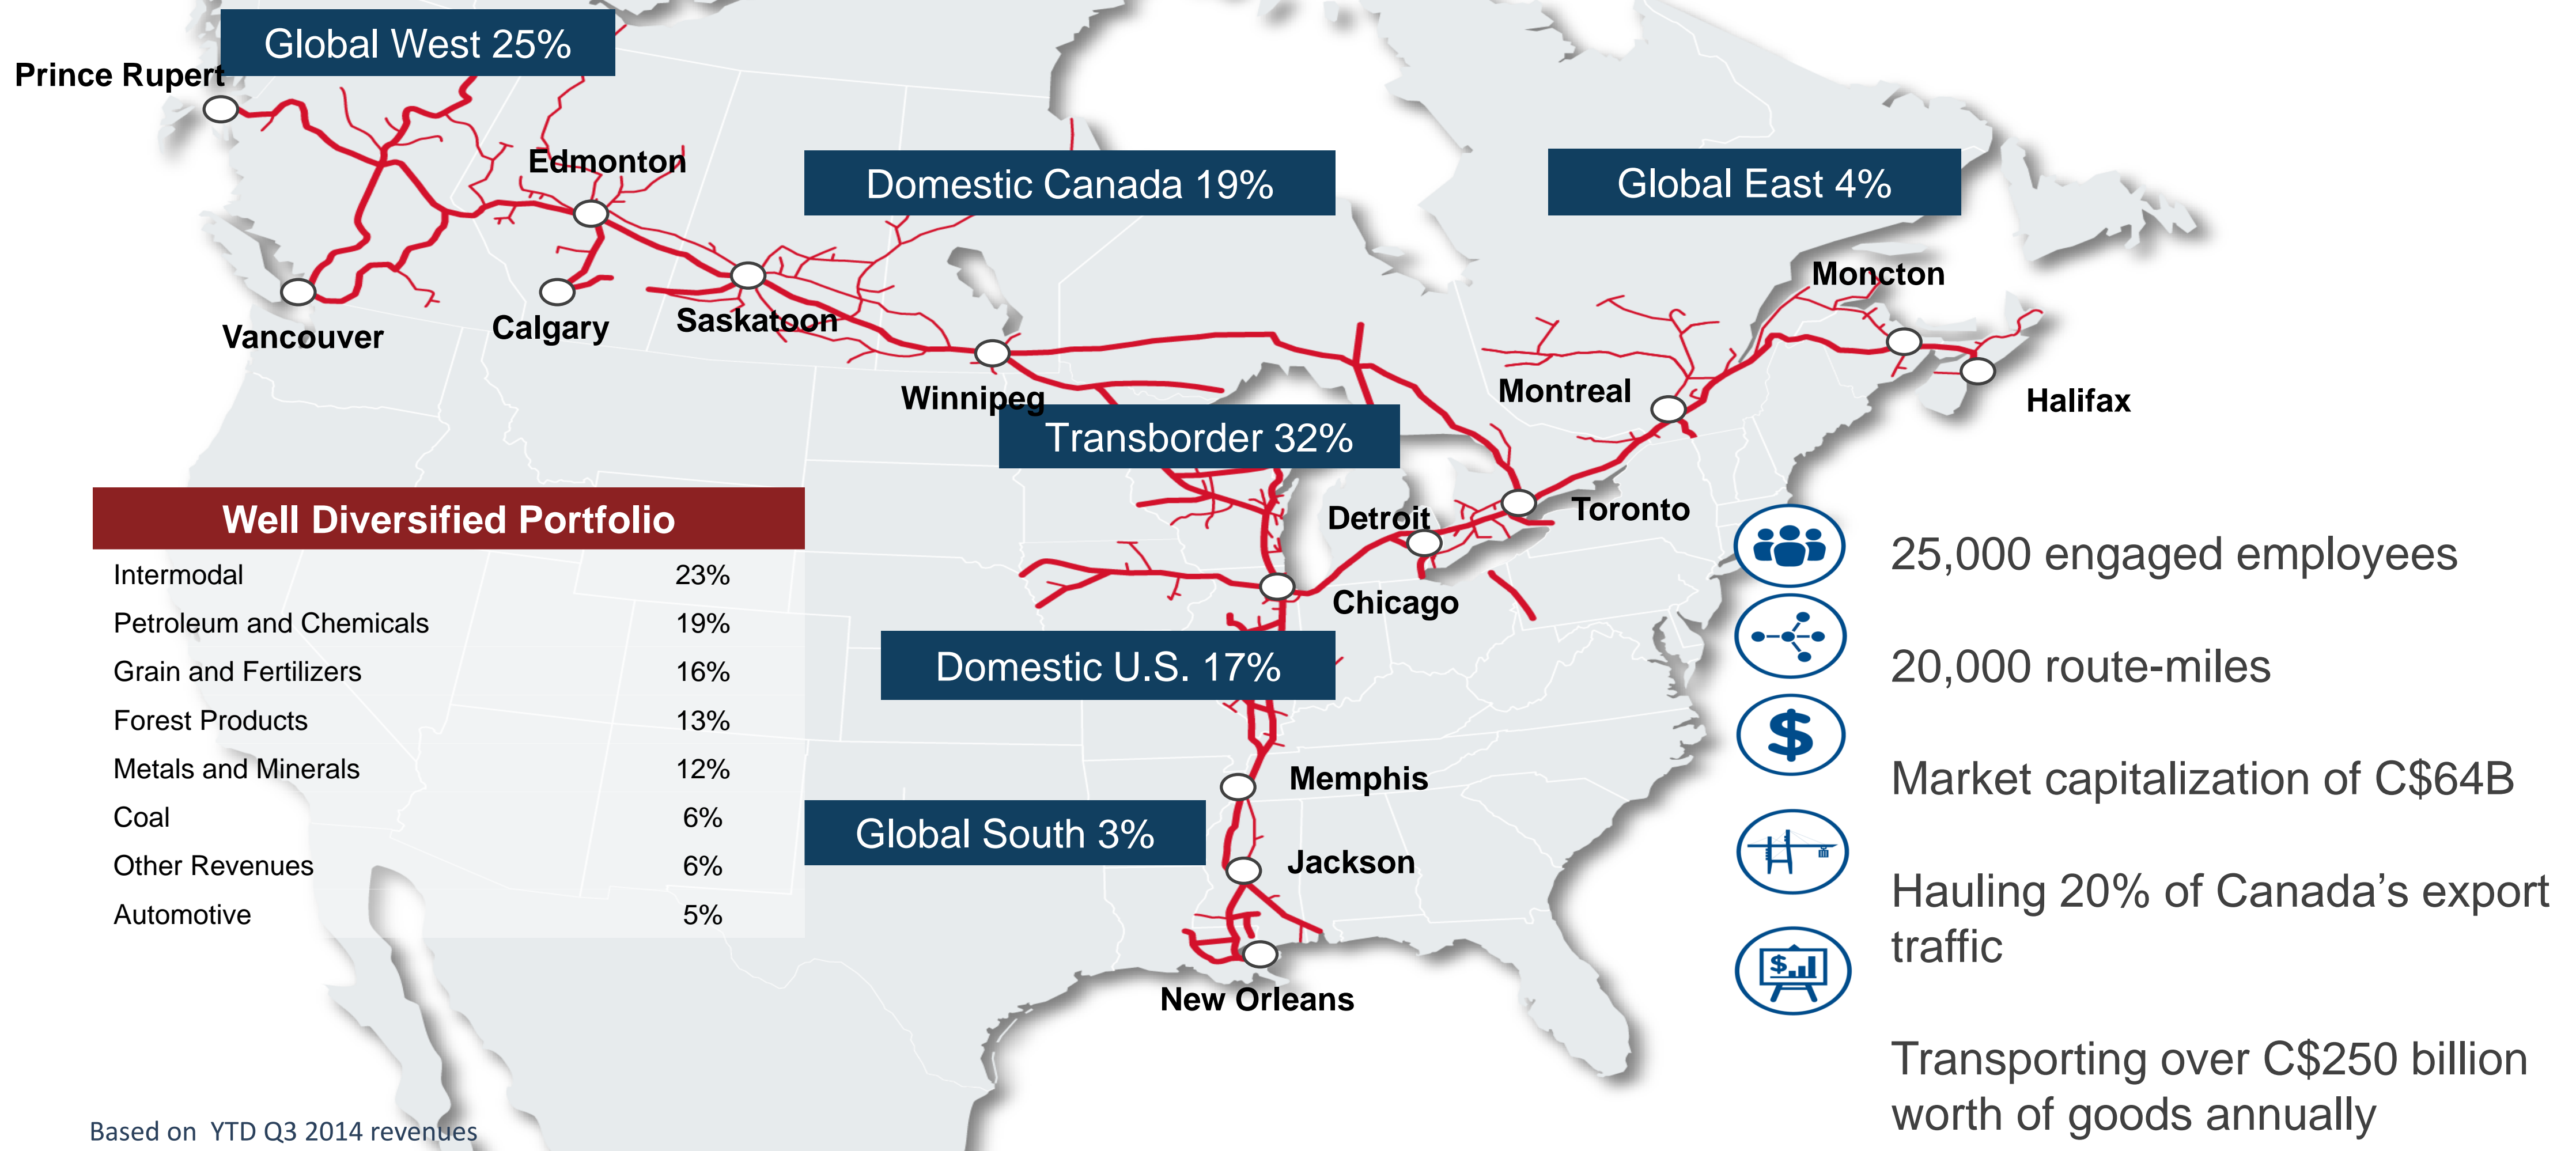 Global West 25%
Prince Rupert
Edmonton
Domestic Canada 19%
Global East 4%
Moncton
Vancouver
Calgary
Saskatoon
Winnipeg
Montreal
Halifax
Transborder 32%
Detroit
Toronto
Chicago
Domestic U.S. 17%
Memphis
Global South 3%
Jackson
New Orleans
Well Diversified Portfolio
Intermodal 23%
Petroleum and Chemicals 19%
Grain and Fertilizers 16%
Forest Products 13%
Metals and Minerals 12%
Coal 6%
Other Revenues 6%
Automotive 5%
25,000 engaged employees
20,000 route-miles
$
Market capitalization of C$64B
Hauling 20% of Canada’s export
traffic
$
Transporting over C$250 billion
worth of goods annually
Based on YTD Q3 2014 revenues